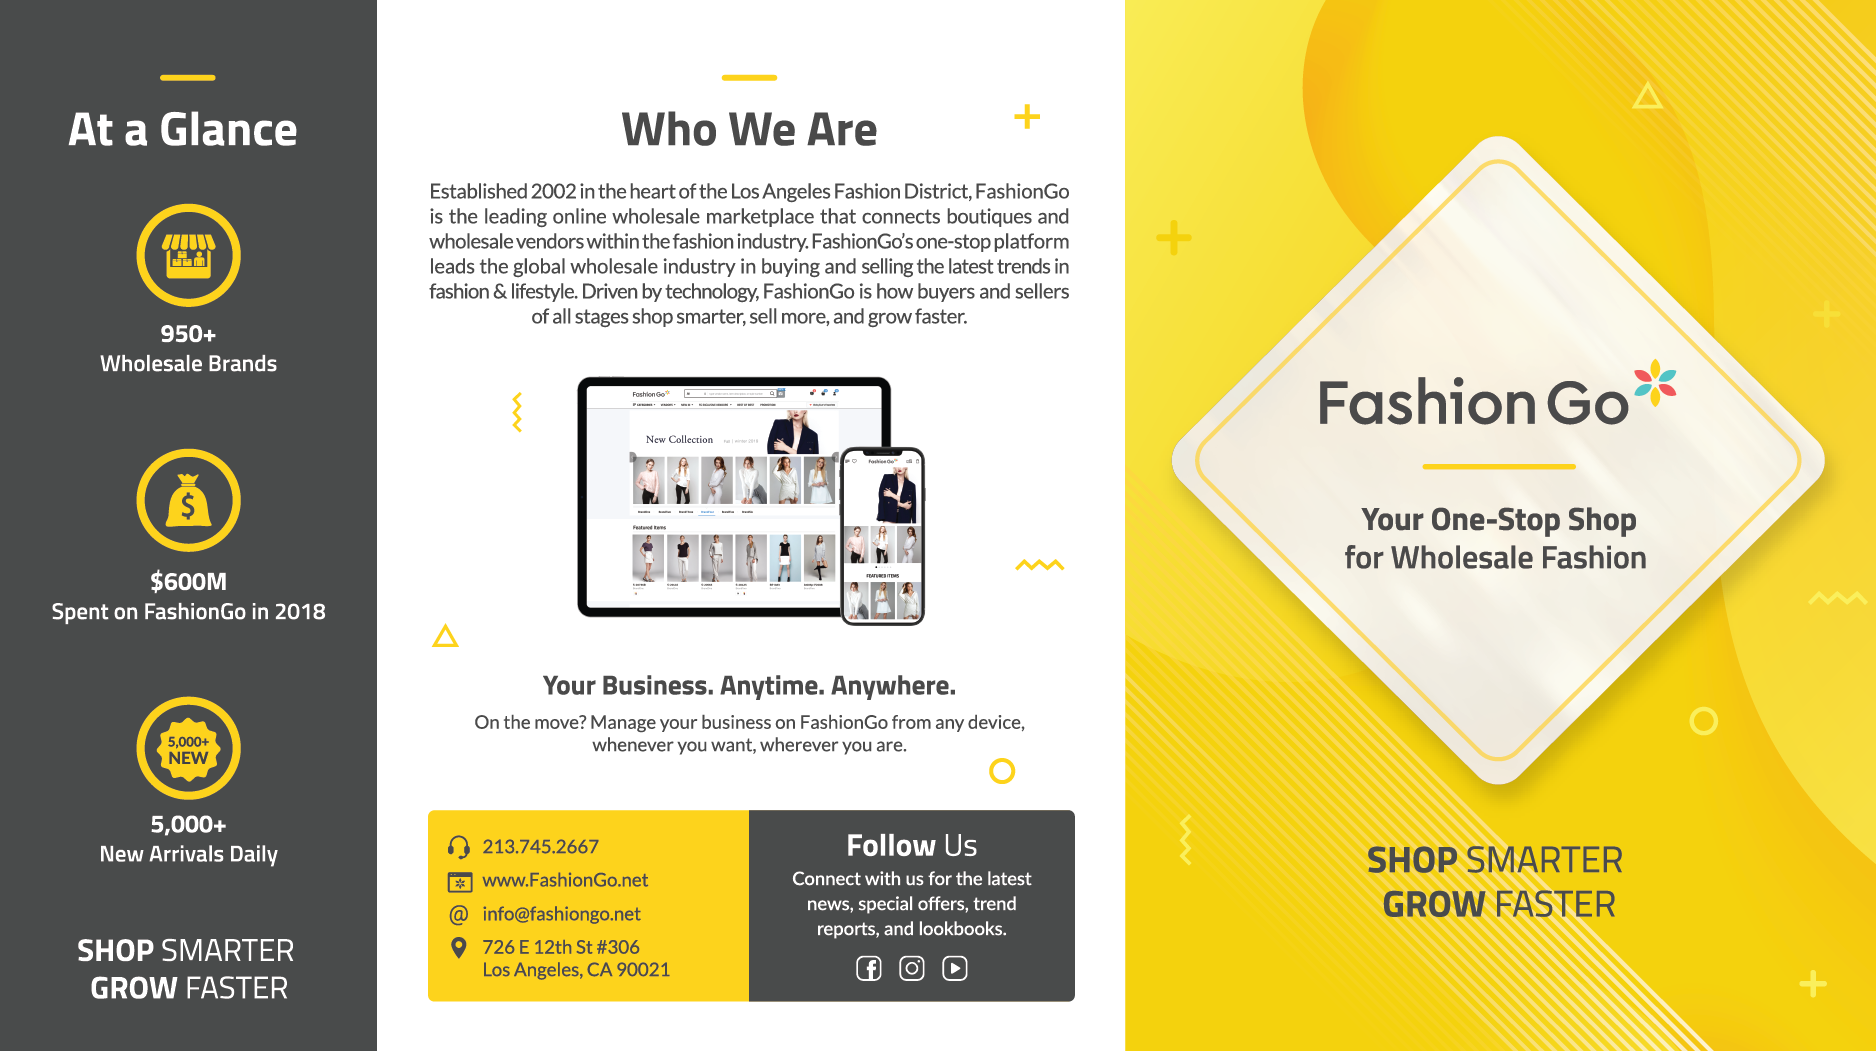 At a Glance
950+
Wholesale Brands
$
$600M
Spent on FashionGo in 2018
5,000+
NEW
5,000+
New Arrivals Daily
SHOP SMARTER
GROW FASTER
Who We Are
Established 2002 in the heart of the Los Angeles Fashion District, FashionGo
is the leading online wholesale marketplace that connects boutiques and
wholesale vendors within the fashion industry. FashionGo's one-stop platform
leads the global wholesale industry in buying and selling the latest trends in
fashion & lifestyle. Driven by technology, FashionGo is how buyers and sellers
of all stages shop smarter, sell more, and grow faster.
Fashion Go
New Collection
Featured Items
Fashion Go
FEATURED ITEMS
Your Business. Anytime. Anywhere.
On the move? Manage your business on FashionGo from any device,
whenever you want, wherever you are.
213.745.2667
www.FashionGo.net
@ info@fashiongo.net
726 E 12th St #306
Los Angeles, CA 90021
Follow Us
Connect with us for the latest
news, special offers, trend
reports, and lookbooks.
Fashion Go
Your One-Stop Shop
for Wholesale Fashion
SHOP SMARTER
GROW FASTER